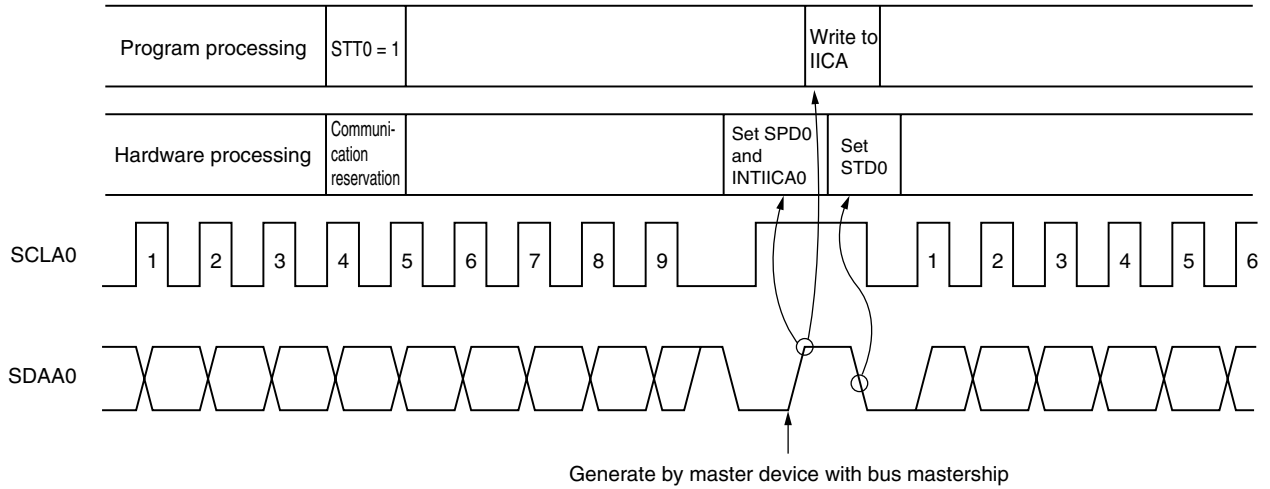 Program processing
STT0 = 1
Write to
IICA
Hardware processing
Communi-
cation
reservation
Set SPD0
and
INTIICA0
Set
STD0
SCLA0
1 2 3 4 5 6 7 8 9 1 2 3 4 5 6
SDAA0
Generate by master device with bus mastership